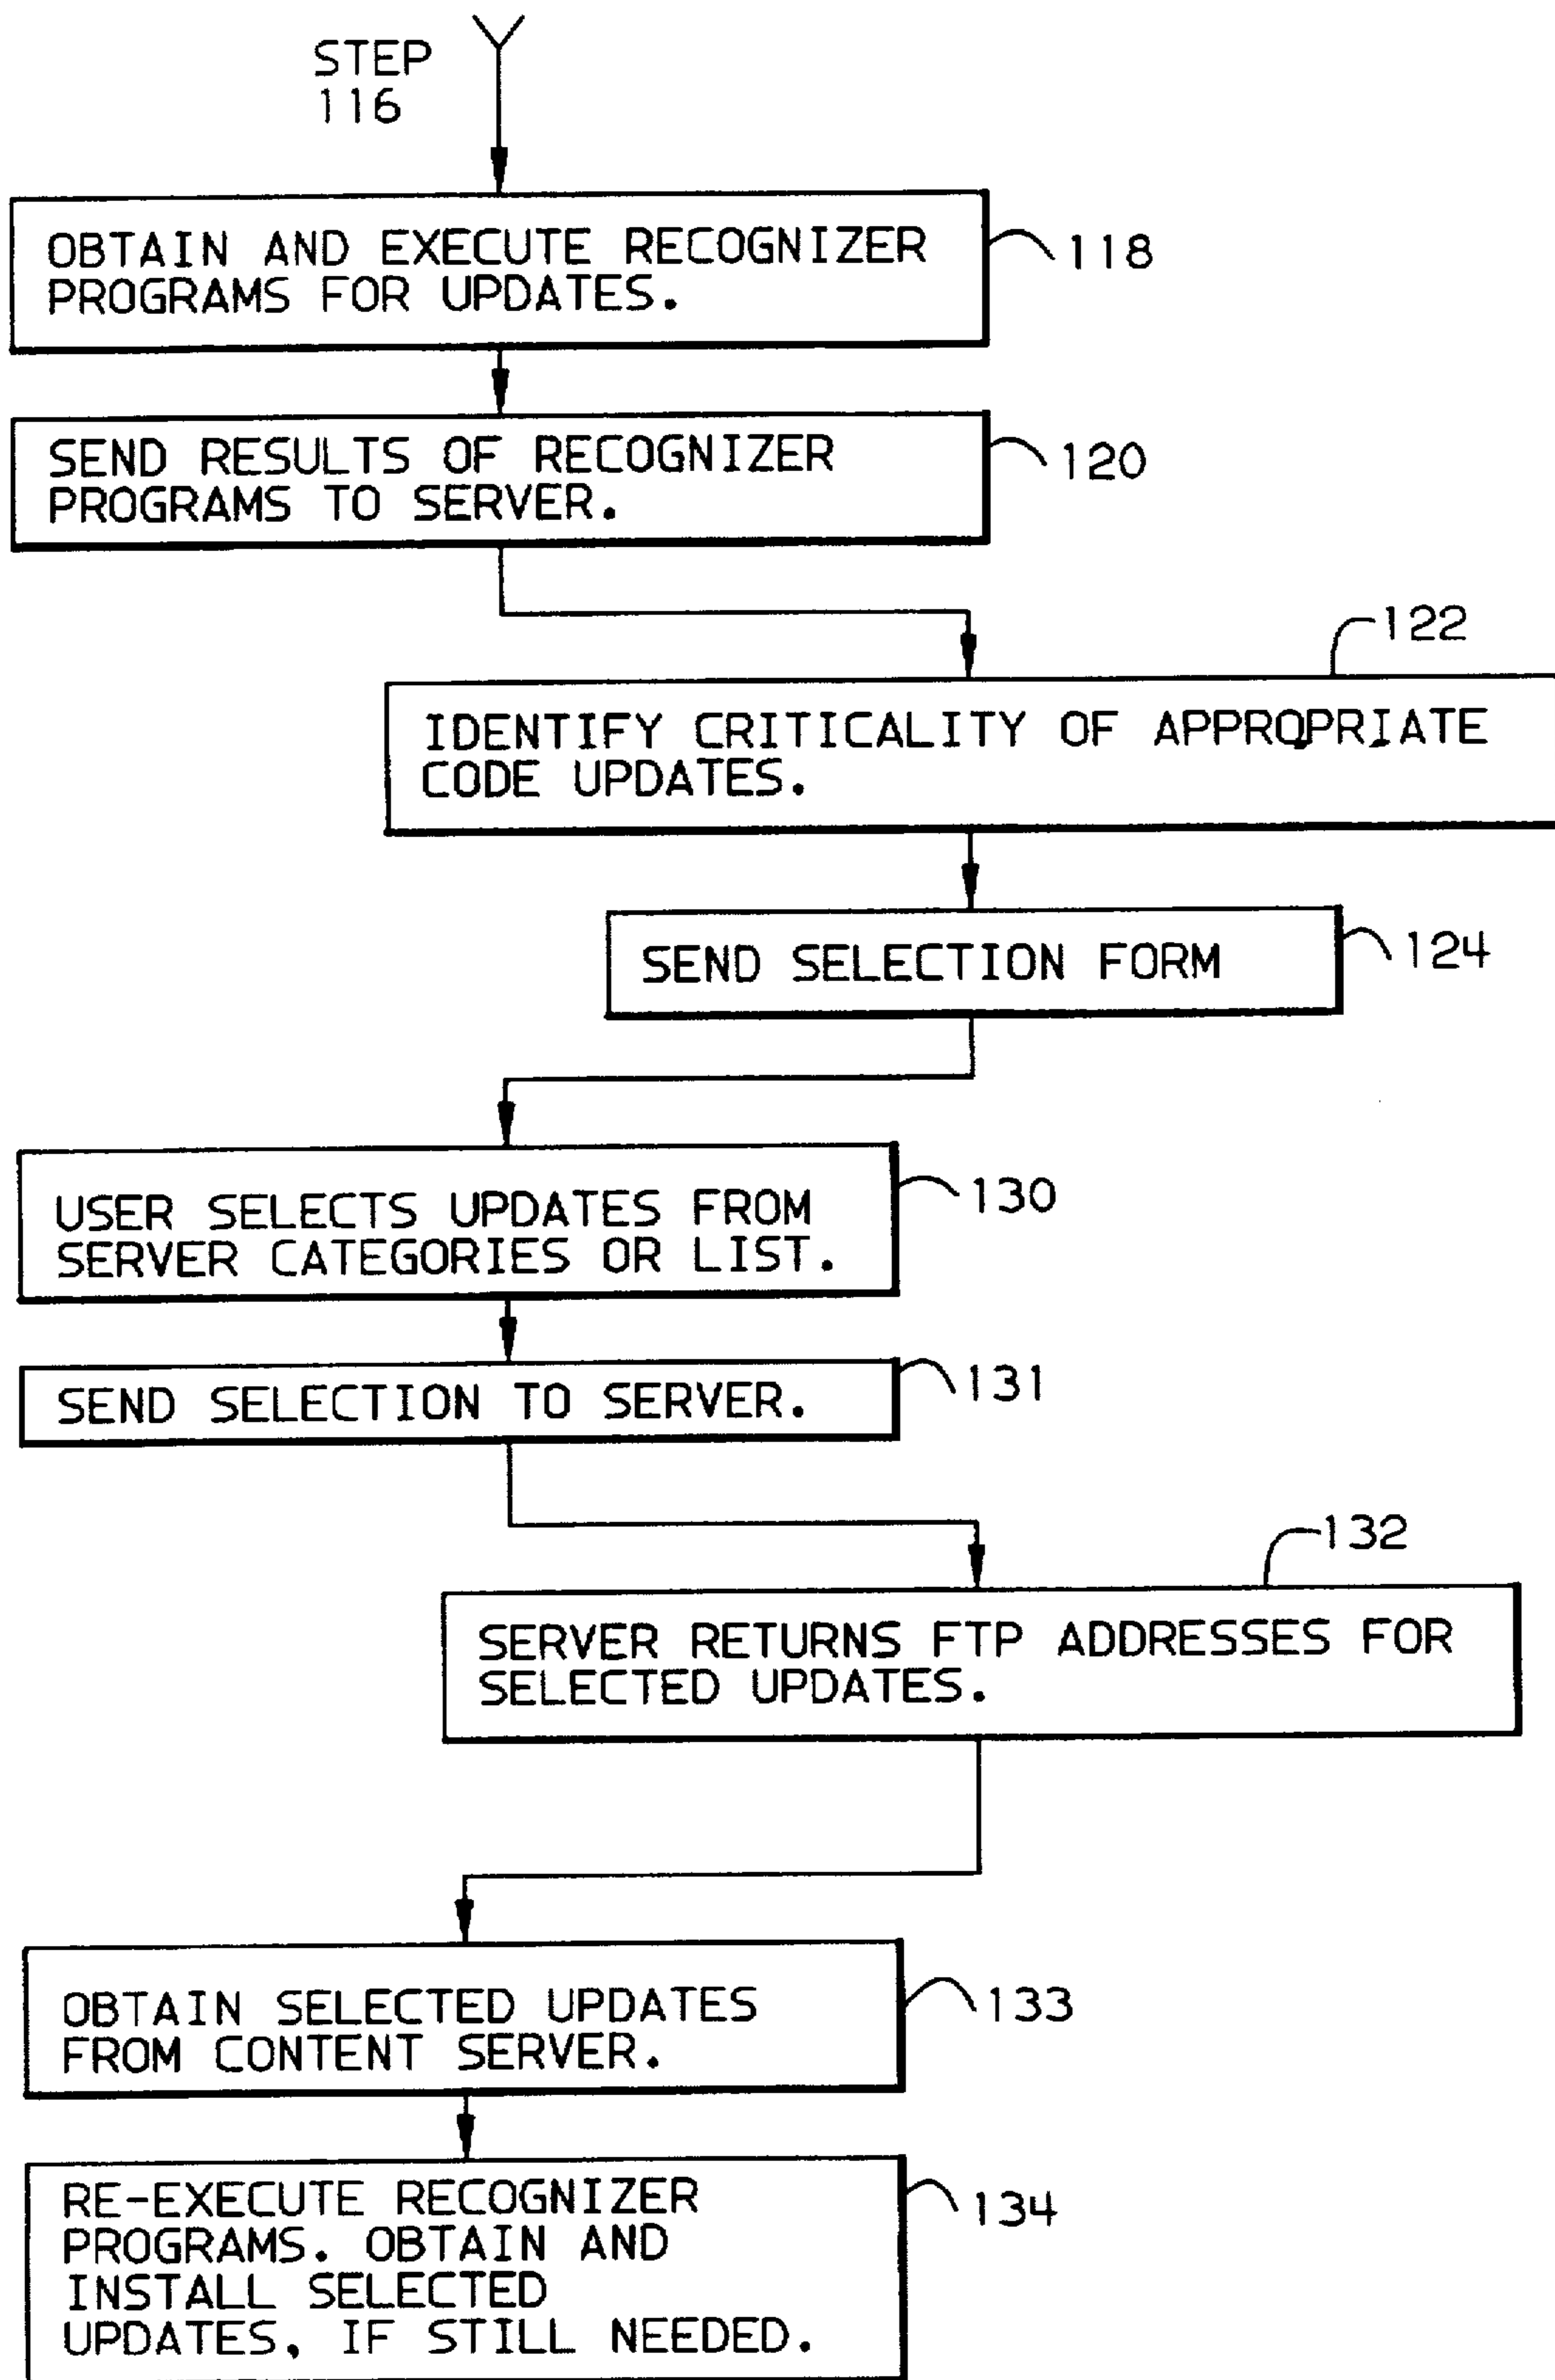 STEP
116
OBTAIN AND EXECUTE RECOGNIZER
PROGRAMS FOR UPDATES.
118
SEND RESULTS OF RECOGNIZER
PROGRAMS TO SERVER.
120
122
IDENTIFY CRITICALITY OF APPROPRIATE
CODE UPDATES.
SEND SELECTION FORM
124
USER SELECTS UPDATES FROM
SERVER CATEGORIES OR LIST.
130
SEND SELECTION TO SERVER.
131
132
SERVER RETURNS FTP ADDRESSES FOR
SELECTED UPDATES.
OBTAIN SELECTED UPDATES
FROM CONTENT SERVER.
133
RE-EXECUTE RECOGNIZER
PROGRAMS. OBTAIN AND
INSTALL SELECTED
UPDATES, IF STILL NEEDED.
134